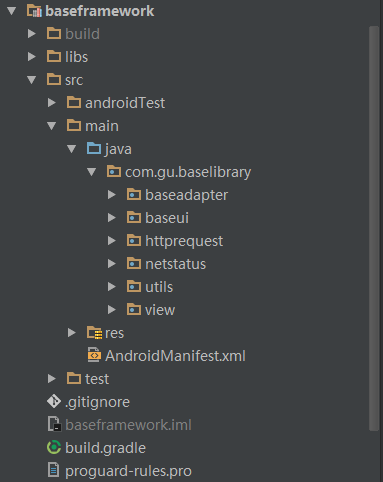 baseframework
build
libs
src
androidTest
main
java
com.gu.baselibrary
baseadapter
baseui
httprequest
netstatus
utils
view
res
AndroidManifest.xml
test
.gitignore
baseframework.iml
build.gradle
proguard-rules.pro